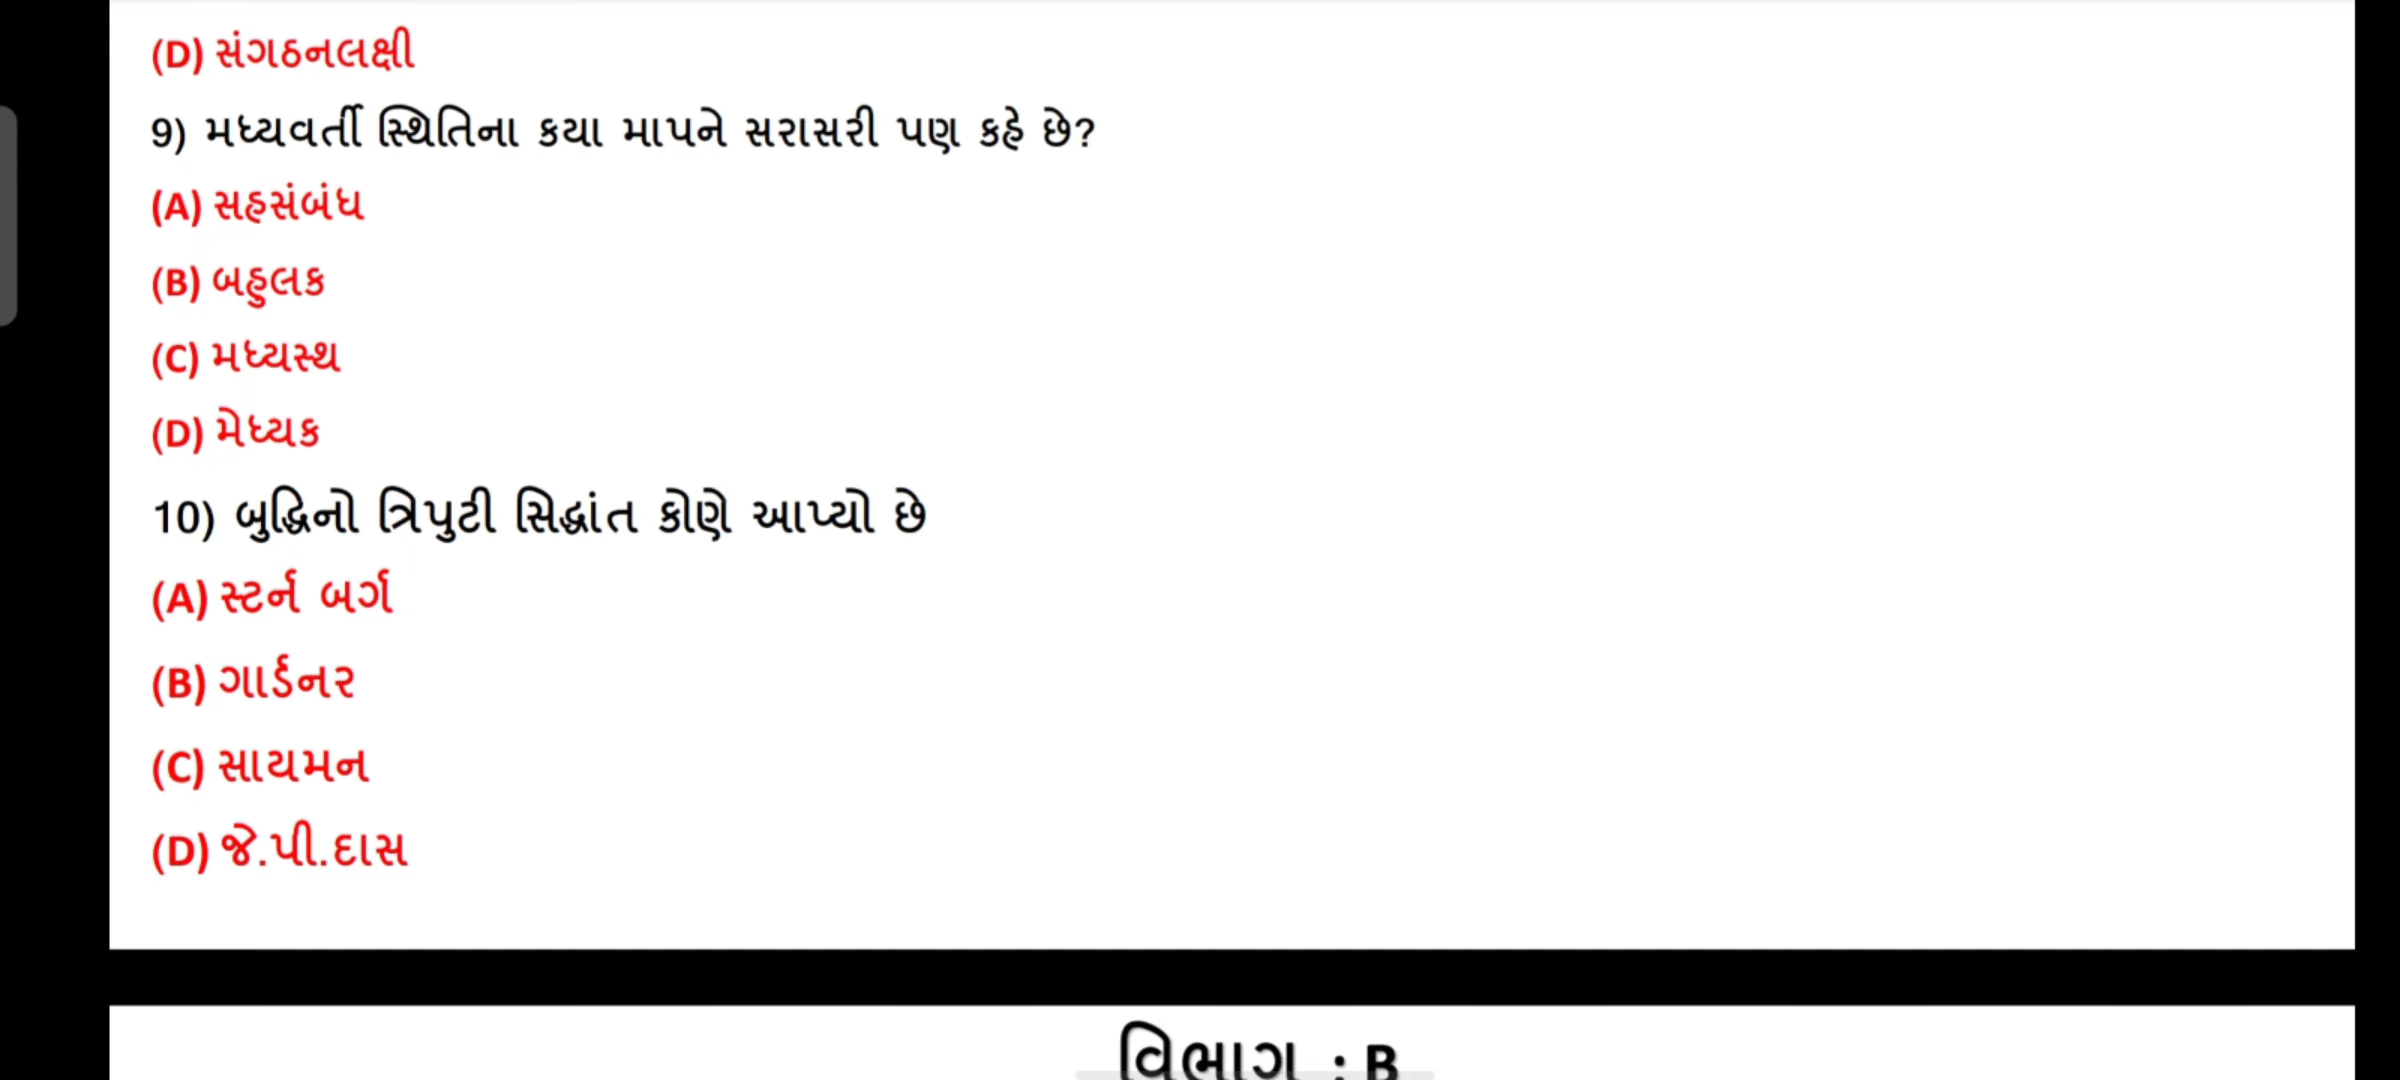 (D) સંગઠનલક્ષી
9) મધ્યવર્તી સ્થિતિના કયા માપને સરાસરી પણ કહે છે?
(A) સહસંબંધ
(B) બહુલક
(C) મધ્યસ્થ
(D) મેધ્યક
10) બુદ્ધિનો ત્રિપુટી સિદ્ધાંત કોણે આપ્યો છે
(A) સ્ટર્ન બર્ગ
(B) ગાર્ડનર
(C) સાયમન
(D) જે.પી.દાસ
વિભાગ : B